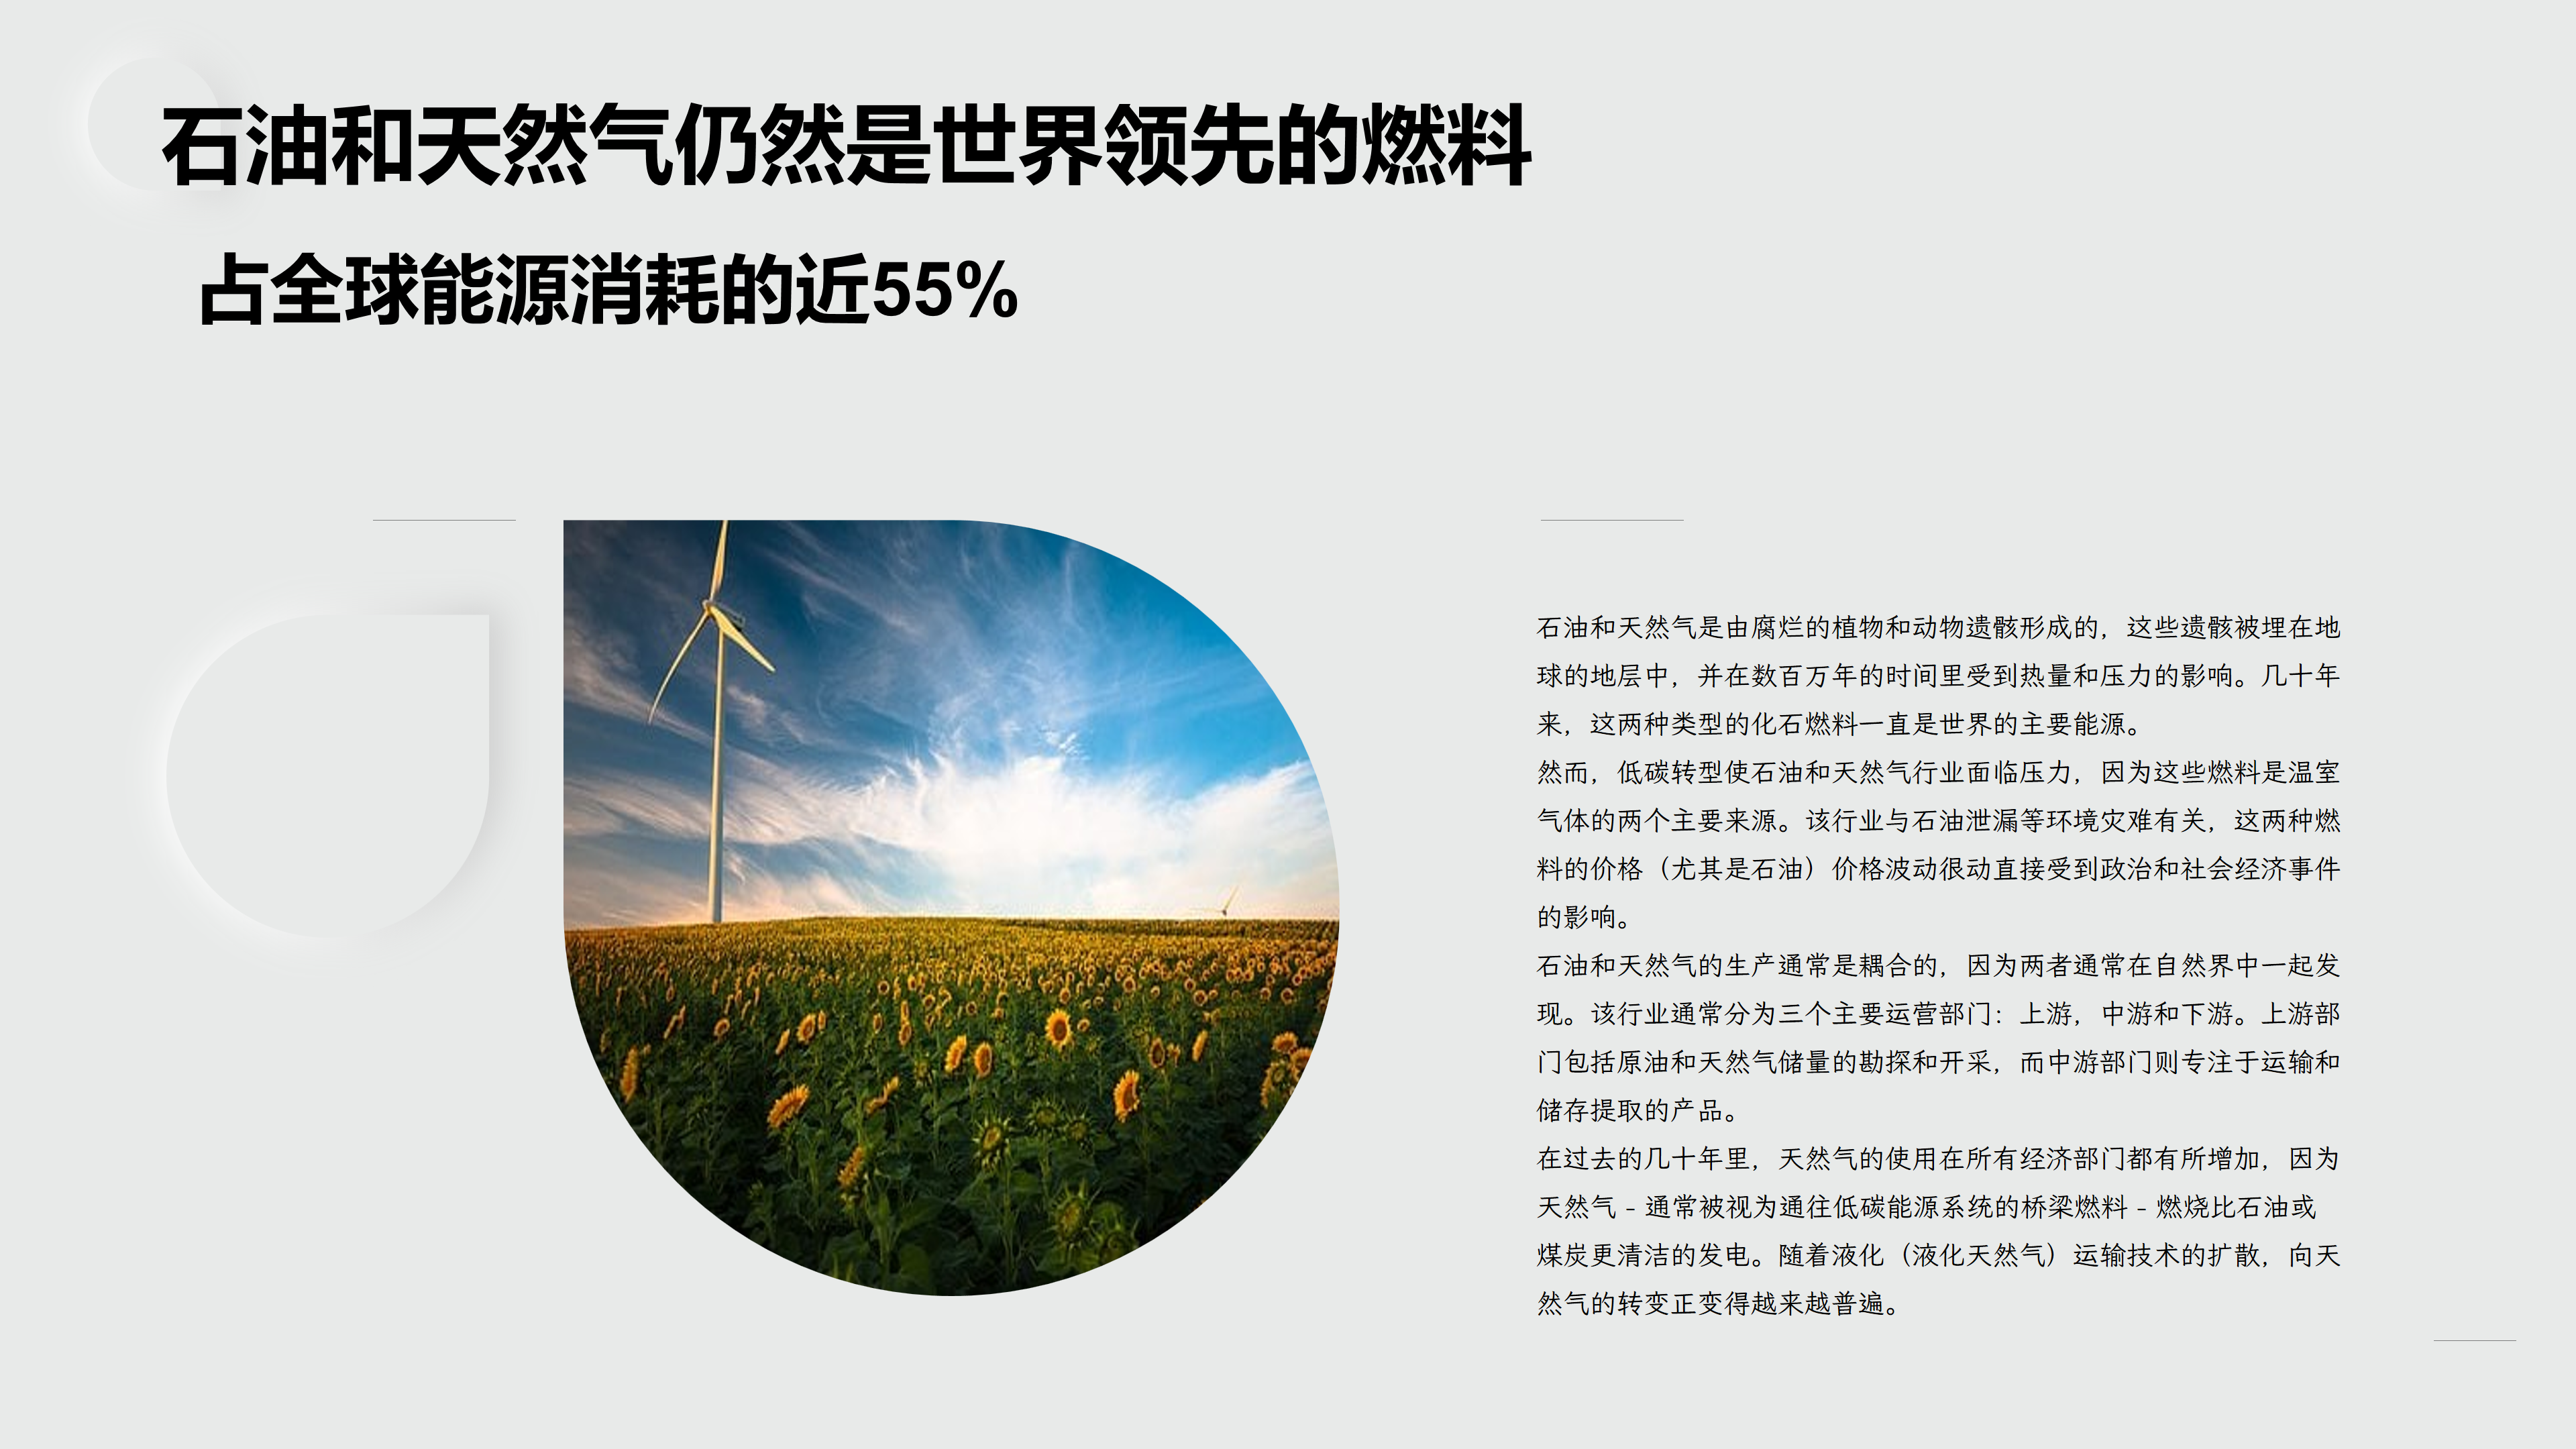 石油和天然气仍然是世界领先的燃料
占全球能源消耗的近55%
石油和天然气是由腐烂的植物和动物遗骸形成的，这些遗骸被埋在地
球的地层中，并在数百万年的时间里受到热量和压力的影响。几十年
来，这两种类型的化石燃料一直是世界的主要能源。
然而，低碳转型使石油和天然气行业面临压力，因为这些燃料是温室
气体的两个主要来源。该行业与石油泄漏等环境灾难有关，这两种燃
料的价格（尤其是石油）价格波动很动直接受到政治和社会经济事件
的影响。
石油和天然气的生产通常是耦合的，因为两者通常在自然界中一起发
现。该行业通常分为三个主要运营部门：上游，中游和下游。上游部
门包括原油和天然气储量的勘探和开采，而中游部门则专注于运输和
储存提取的产品。
在过去的几十年里，天然气的使用在所有经济部门都有所增加，因为
天然气 - 通常被视为通往低碳能源系统的桥梁燃料 - 燃烧比石油或
煤炭更清洁的发电。随着液化（液化天然气）运输技术的扩散，向天
然气的转变正变得越来越普遍。